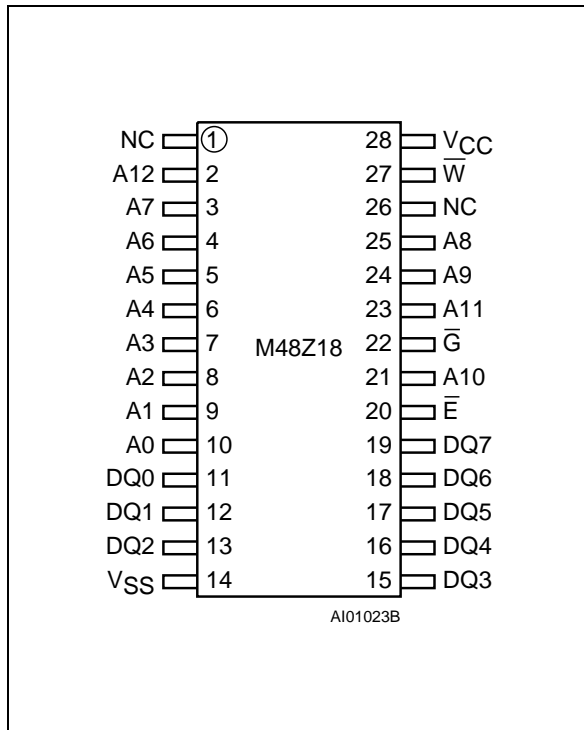 NC 1 28 VCC
A12 2 27 W̅
A7 3 26 NC
A6 4 25 A8
A5 5 24 A9
A4 6 23 A11
A3 7 22 G̅
M48Z18
A2 8 21 A10
A1 9 20 E̅
A0 10 19 DQ7
DQ0 11 18 DQ6
DQ1 12 17 DQ5
DQ2 13 16 DQ4
VSS 14 15 DQ3
AI01023B